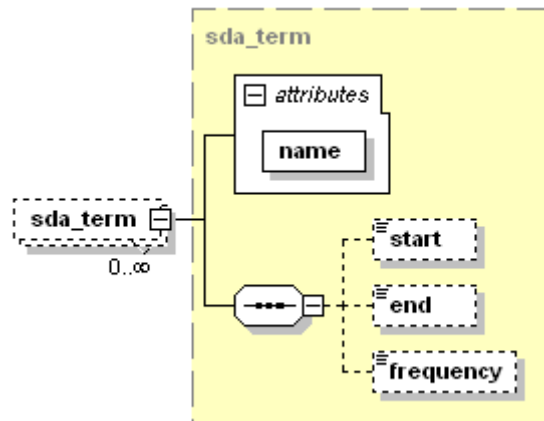 sda_term
attributes
name
sda_term
0..∞
start
end
frequency